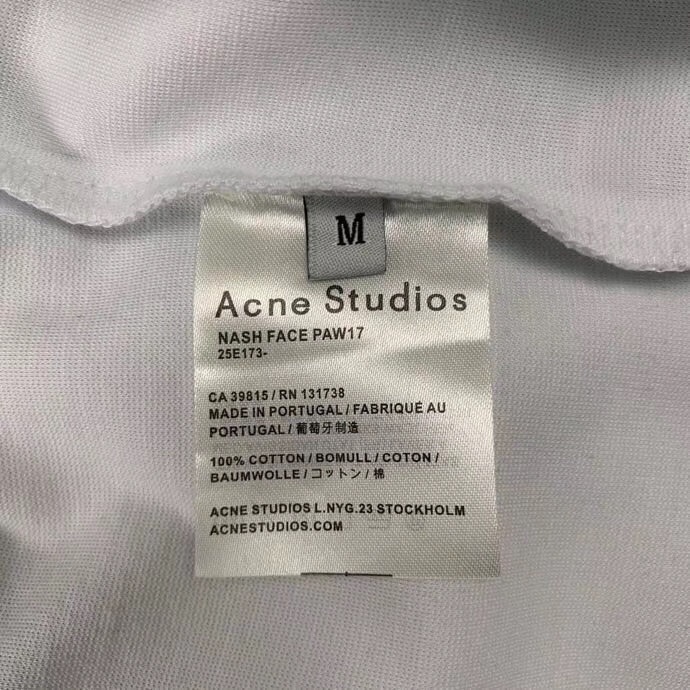 M
Acne Studios
NASH FACE PAW17
25E173-
CA 39815 / RN 131738
MADE IN PORTUGAL / FABRIQUÉ AU
PORTUGAL / 葡萄牙制造
100% COTTON / BOMULL / COTON /
BAUMWOLLE / コットン / 棉
ACNE STUDIOS L.NYG.23 STOCKHOLM
ACNESTUDIOS.COM